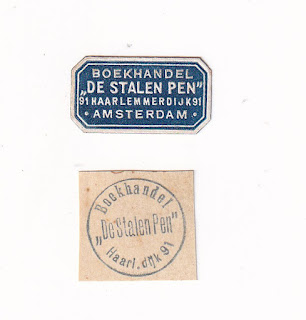 BOEKHANDEL
„DE STALEN PEN"
91 HAARLEMMERDIJK 91
· AMSTERDAM ·
Boekhandel
„De Stalen Pen"
Haarl. dijk 91